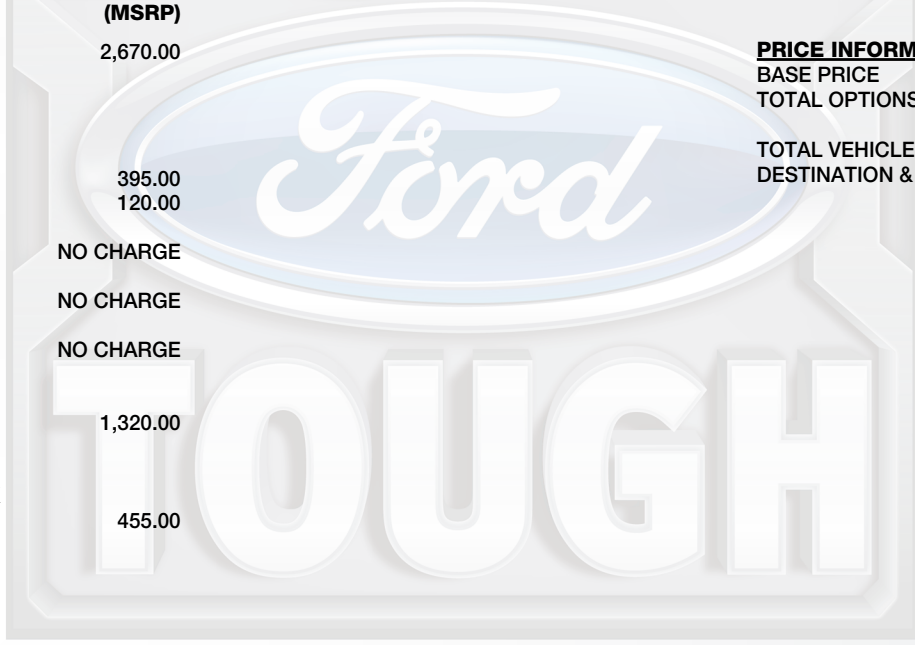 (MSRP)
2,670.00
395.00
120.00
NO CHARGE
NO CHARGE
NO CHARGE
1,320.00
455.00
PRICE INFORM
BASE PRICE
TOTAL OPTIONS
TOTAL VEHICLE
DESTINATION &
Ford
TOUGH